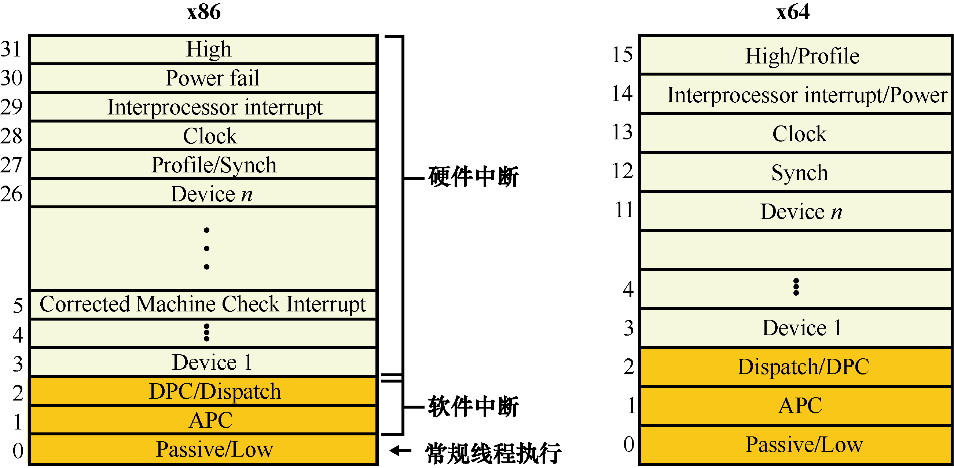 x86
31 High
30 Power fail
29 Interprocessor interrupt
28 Clock
27 Profile/Synch
26 Device n
5 Corrected Machine Check Interrupt
4
3 Device 1
2 DPC/Dispatch
1 APC
0 Passive/Low
硬件中断
软件中断
常规线程执行
x64
15 High/Profile
14 Interprocessor interrupt/Power
13 Clock
12 Synch
11 Device n
4
3 Device 1
2 Dispatch/DPC
1 APC
0 Passive/Low